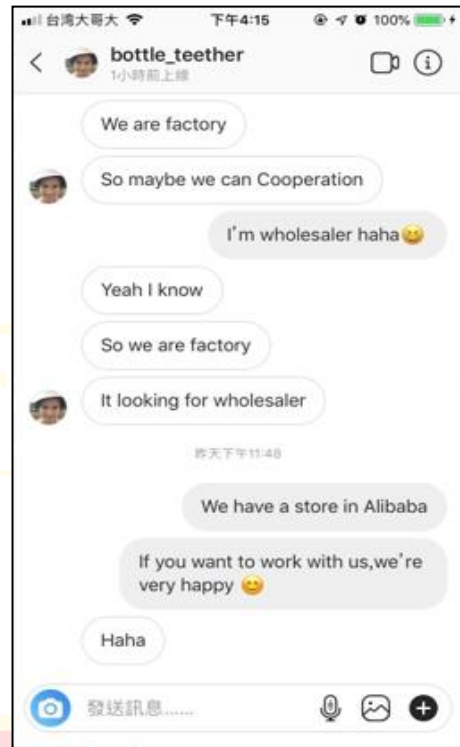 台灣大哥大 下午4:15 100%
bottle_teether
1小時前上線
We are factory
So maybe we can Cooperation
I'm wholesaler haha😄
Yeah I know
So we are factory
It looking for wholesaler
昨天下午11:48
We have a store in Alibaba
If you want to work with us,we're
very happy 😊
Haha
發送訊息......